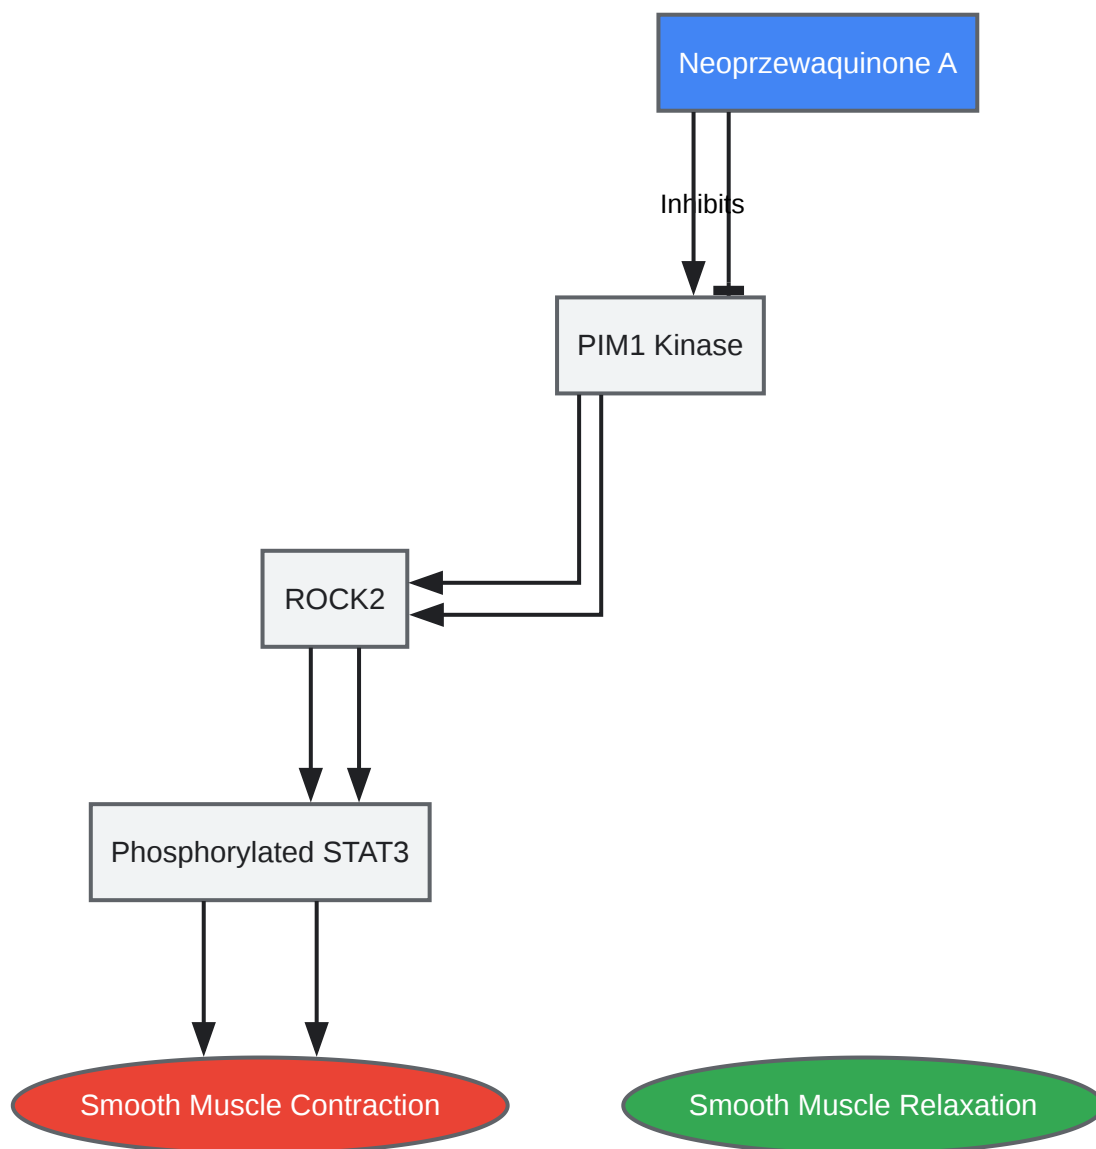 Neoprzewaquinone A
Inhibits
PIM1 Kinase
ROCK2
Phosphorylated STAT3
Smooth Muscle Contraction
Smooth Muscle Relaxation